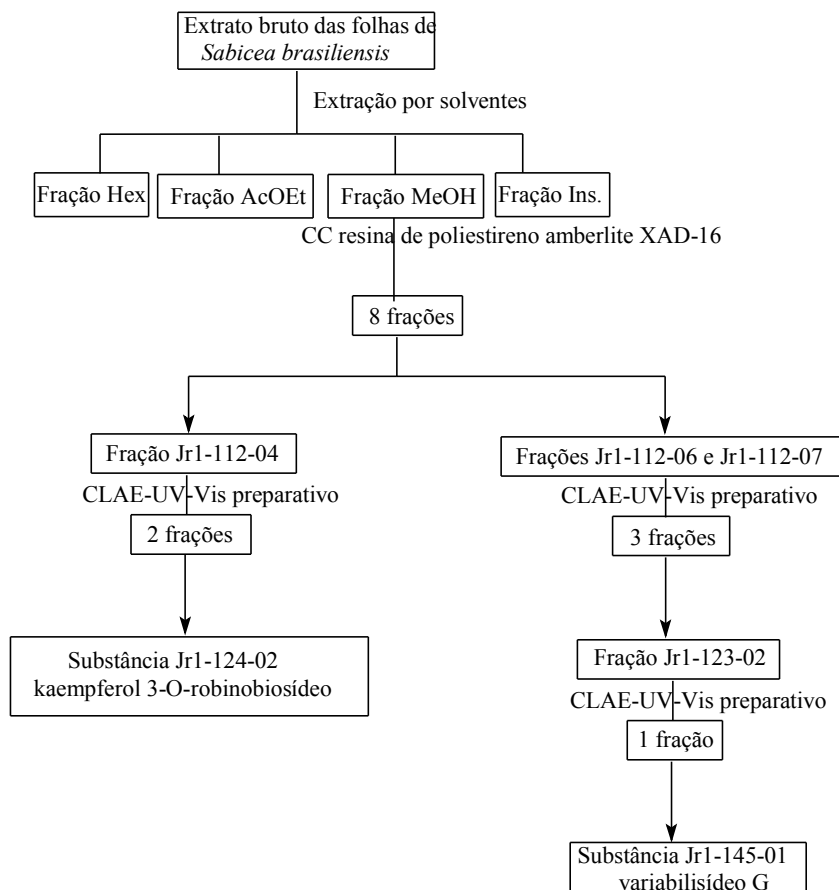 Extrato bruto das folhas de
Sabicea brasiliensis
Extração por solventes
Fração Hex
Fração AcOEt
Fração MeOH
Fração Ins.
CC resina de poliestireno amberlite XAD-16
8 frações
Fração Jr1-112-04
CLAE-UV-Vis preparativo
2 frações
Substância Jr1-124-02
kaempferol 3-O-robinobiosídeo
Frações Jr1-112-06 e Jr1-112-07
CLAE-UV-Vis preparativo
3 frações
Fração Jr1-123-02
CLAE-UV-Vis preparativo
1 fração
Substância Jr1-145-01
variabilisídeo G